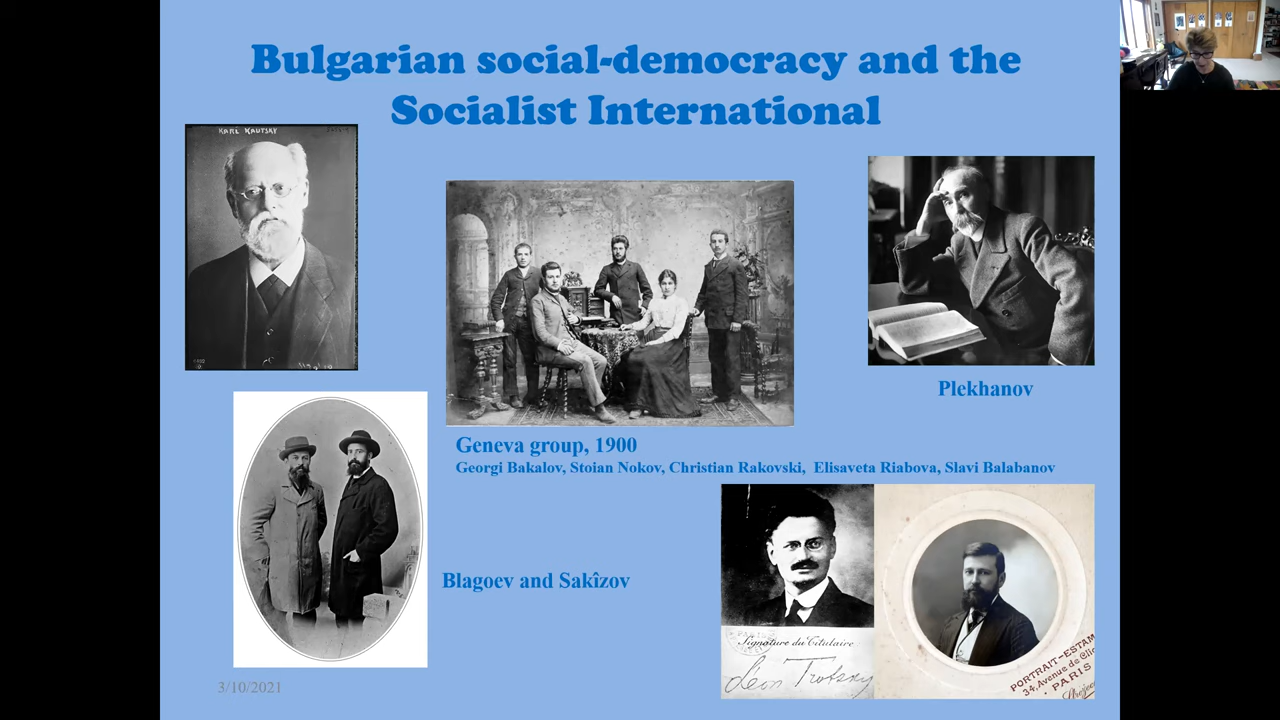 Bulgarian social-democracy and the
Socialist International
KARL KAUTSKY
Plekhanov
Geneva group, 1900
Georgi Bakalov, Stoian Nokov, Christian Rakovski, Elisaveta Riabova, Slavi Balabanov
Blagoev and Sakîzov
Signature du Titulaire
Léon Trotsky
PORTRAIT-ESTAM
34, Avenue de Cli
PARIS
3/10/2021